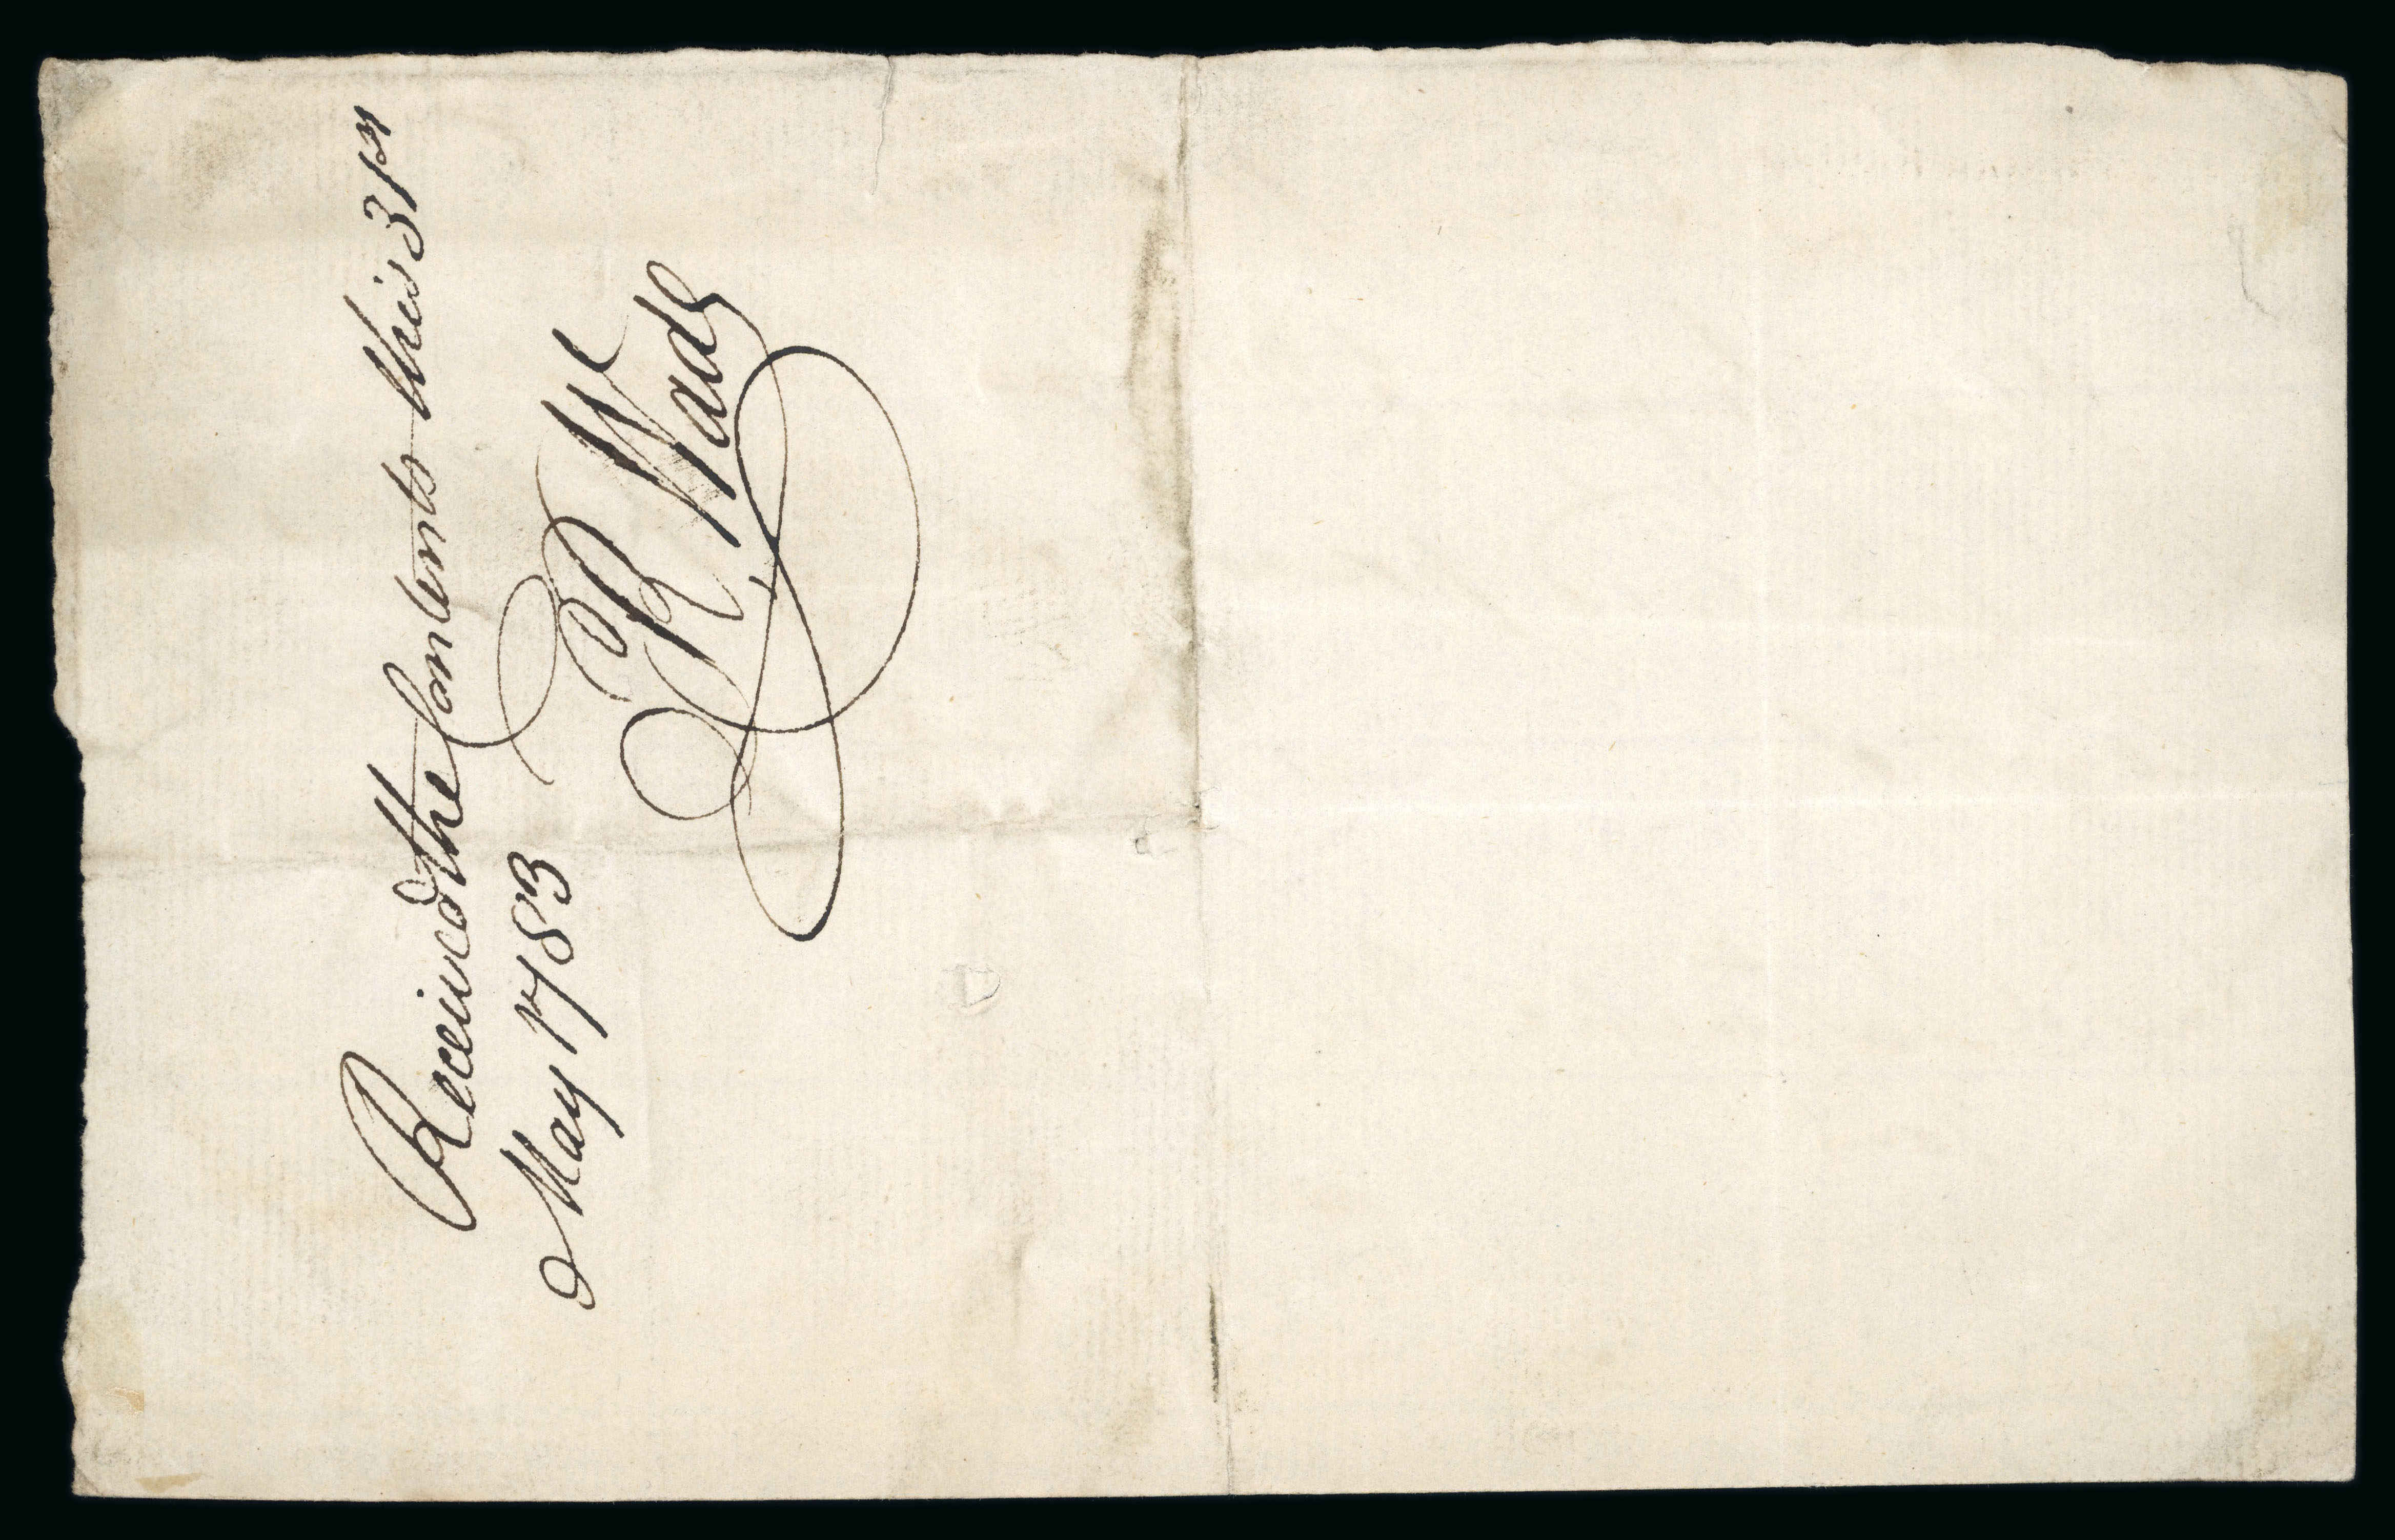 Received the Contents this 31st
May 1783
R Wade